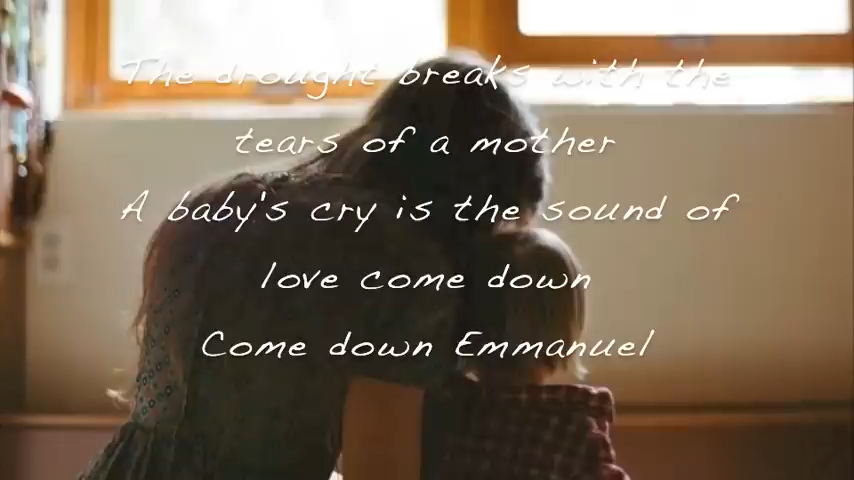 The drought breaks with the
tears of a mother
A baby's cry is the sound of
love come down
Come down Emmanuel